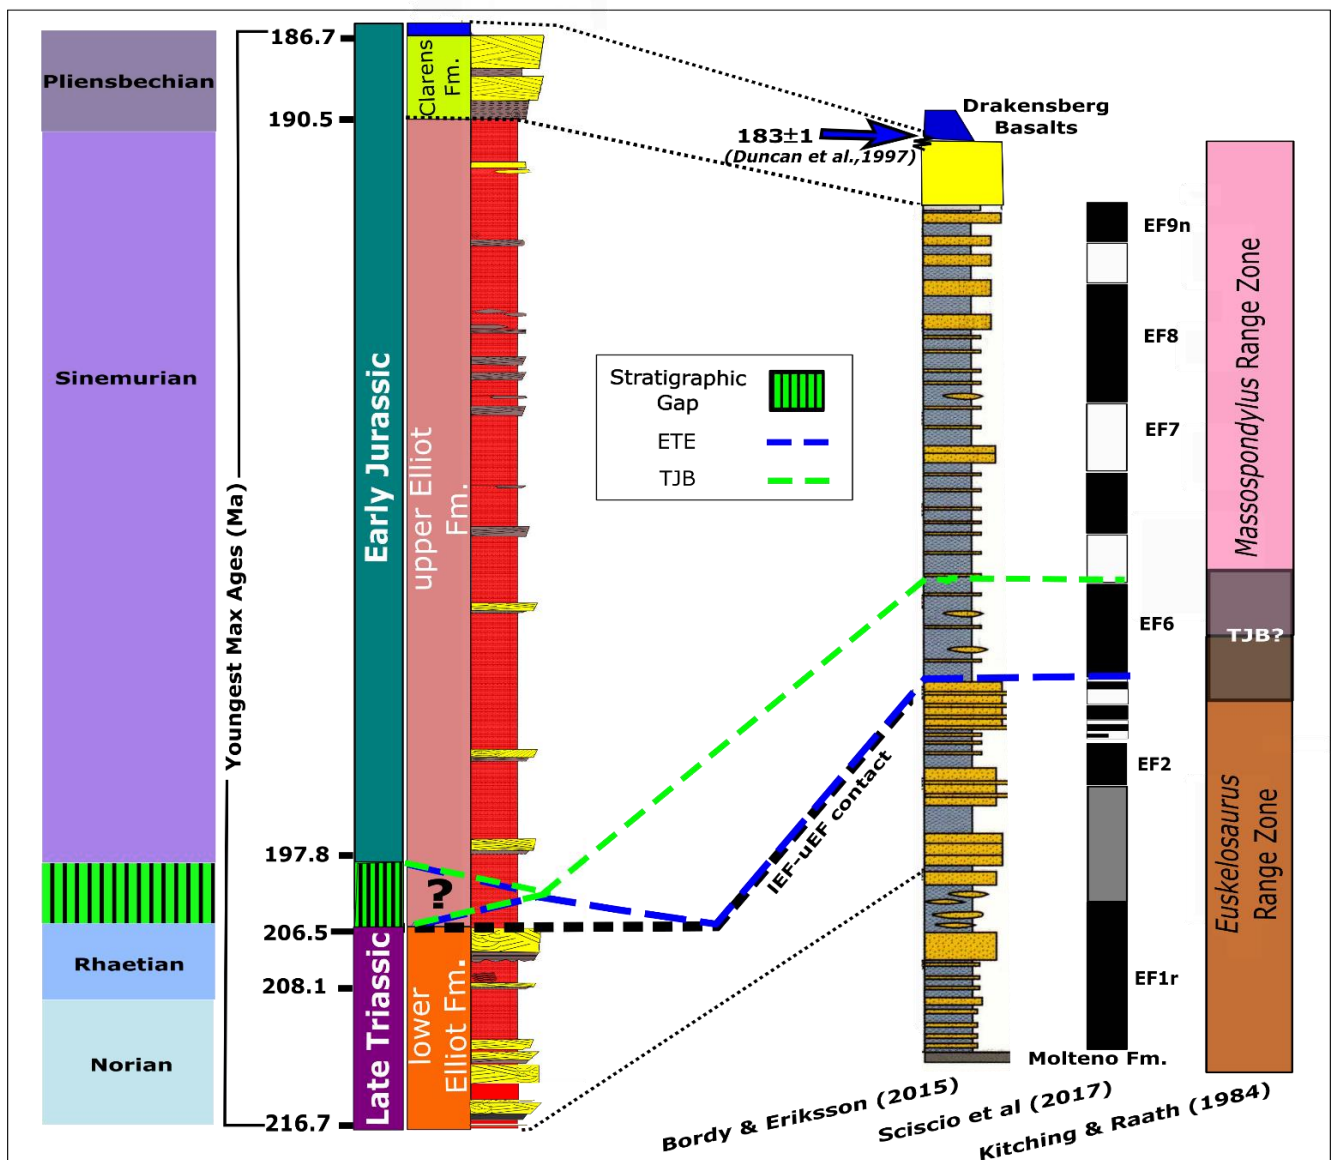 Pliensbechian
Sinemurian
Rhaetian
Norian
Youngest Max Ages (Ma)
186.7
190.5
197.8
206.5
208.1
216.7
Early Jurassic
Late Triassic
Clarens
Fm.
upper Elliot
Fm.
?
lower
Elliot Fm.
Stratigraphic
Gap
ETE
TJB
lEF-uEF contact
183±1
(Duncan et al.,1997)
Drakensberg
Basalts
EF9n
EF8
EF7
EF6
EF2
EF1r
Molteno Fm.
Massospondylus Range Zone
TJB?
Euskelosaurus
Range Zone
Bordy & Eriksson (2015)
Sciscio et al (2017)
Kitching & Raath (1984)